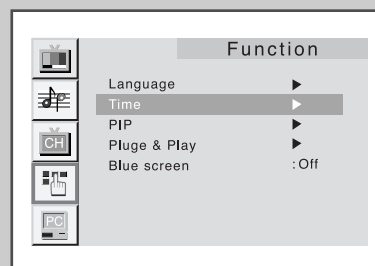 Function
Language ▶
Time ▶
PIP ▶
Pluge & Play ▶
CH
Blue screen : Off
PC